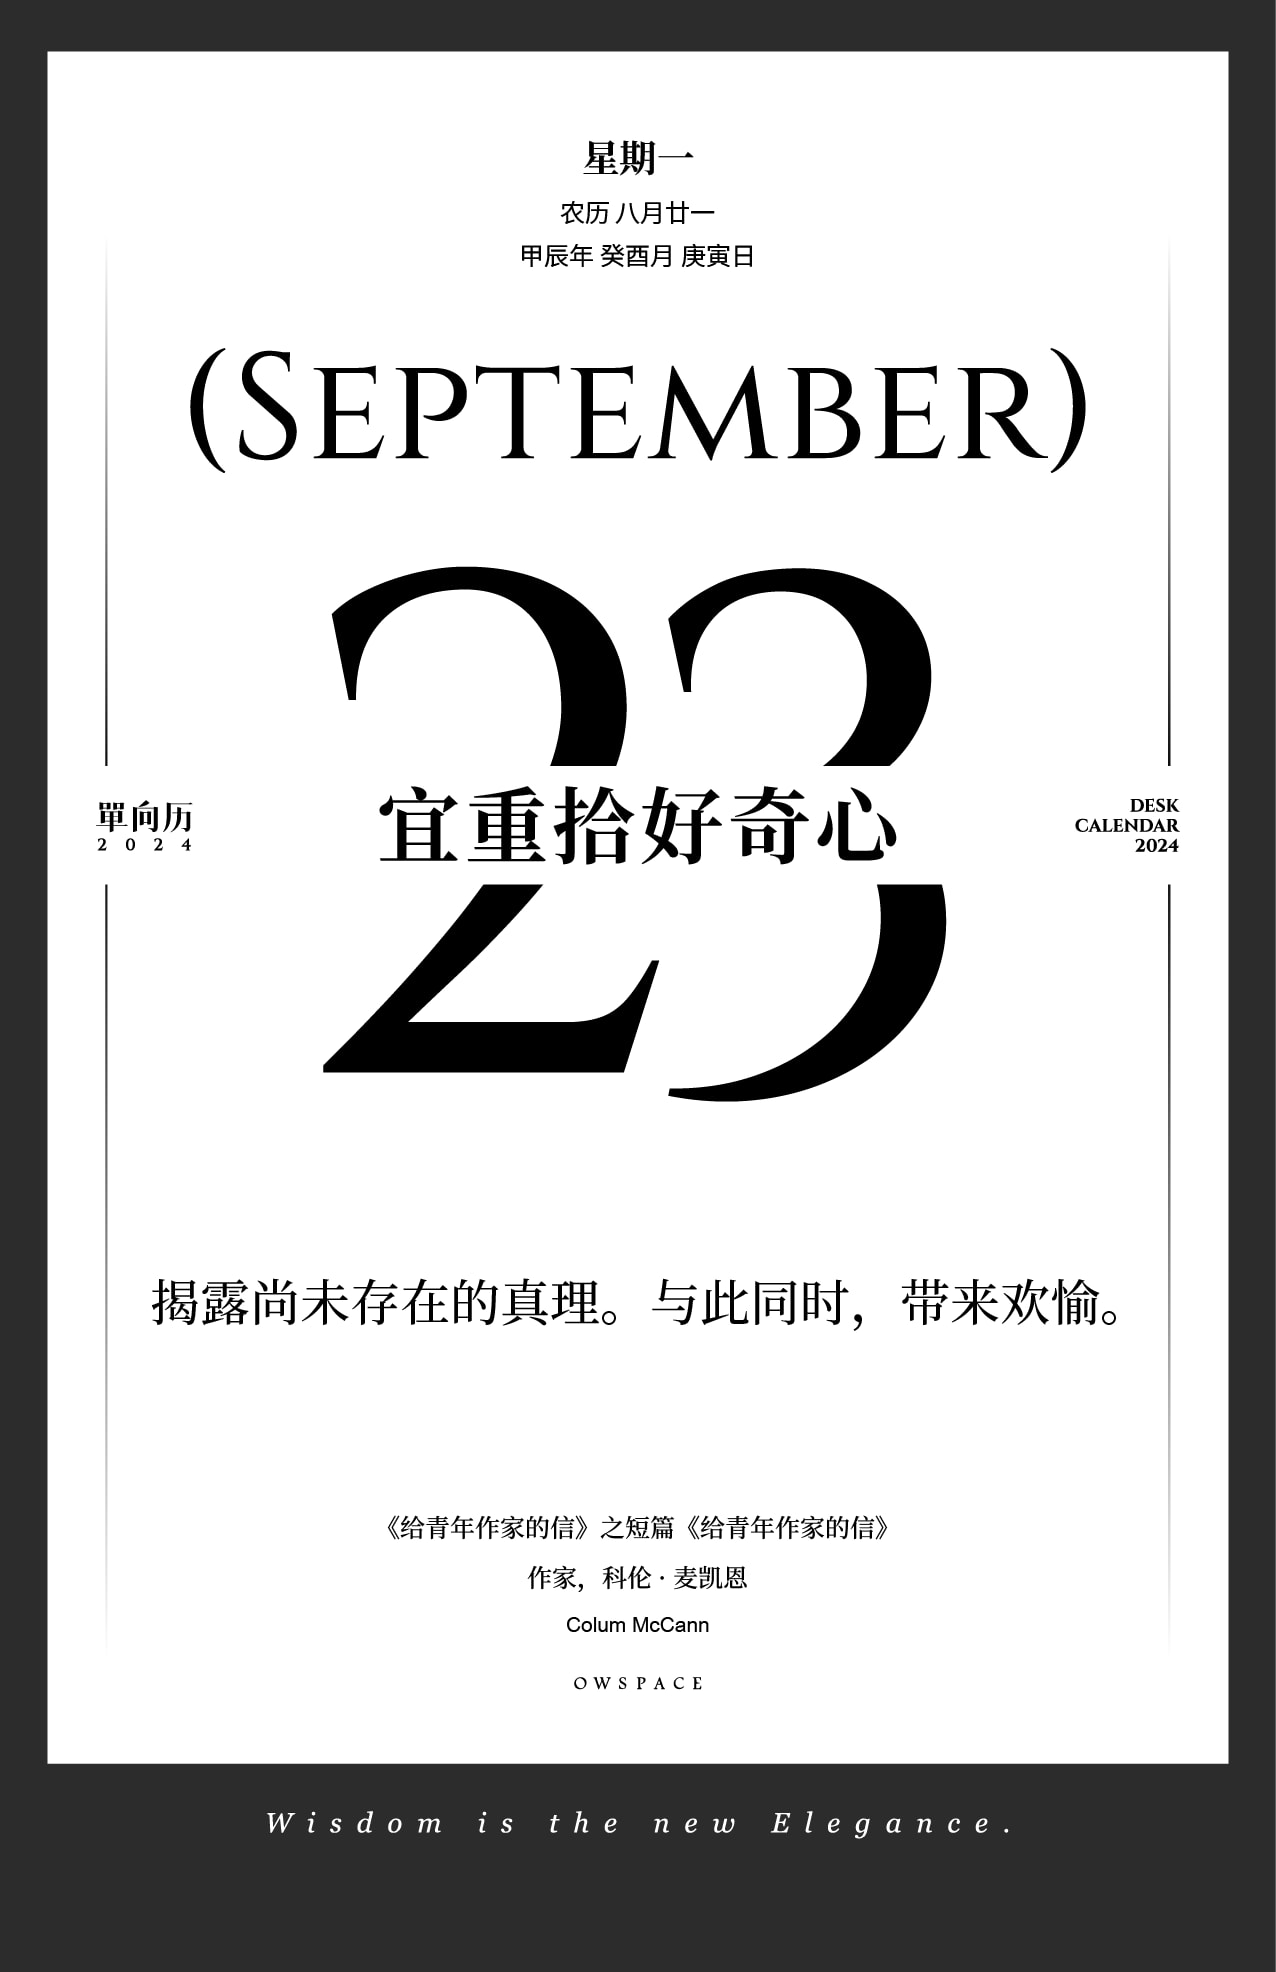 星期一
农历 八月廿一
甲辰年 癸酉月 庚寅日
(SEPTEMBER)
23
單向历
2024
宜重拾好奇心
DESK
CALENDAR
2024
揭露尚未存在的真理。与此同时，带来欢愉。
《给青年作家的信》之短篇《给青年作家的信》
作家，科伦·麦凯恩
Colum McCann
OWSPACE
Wisdom is the new Elegance.